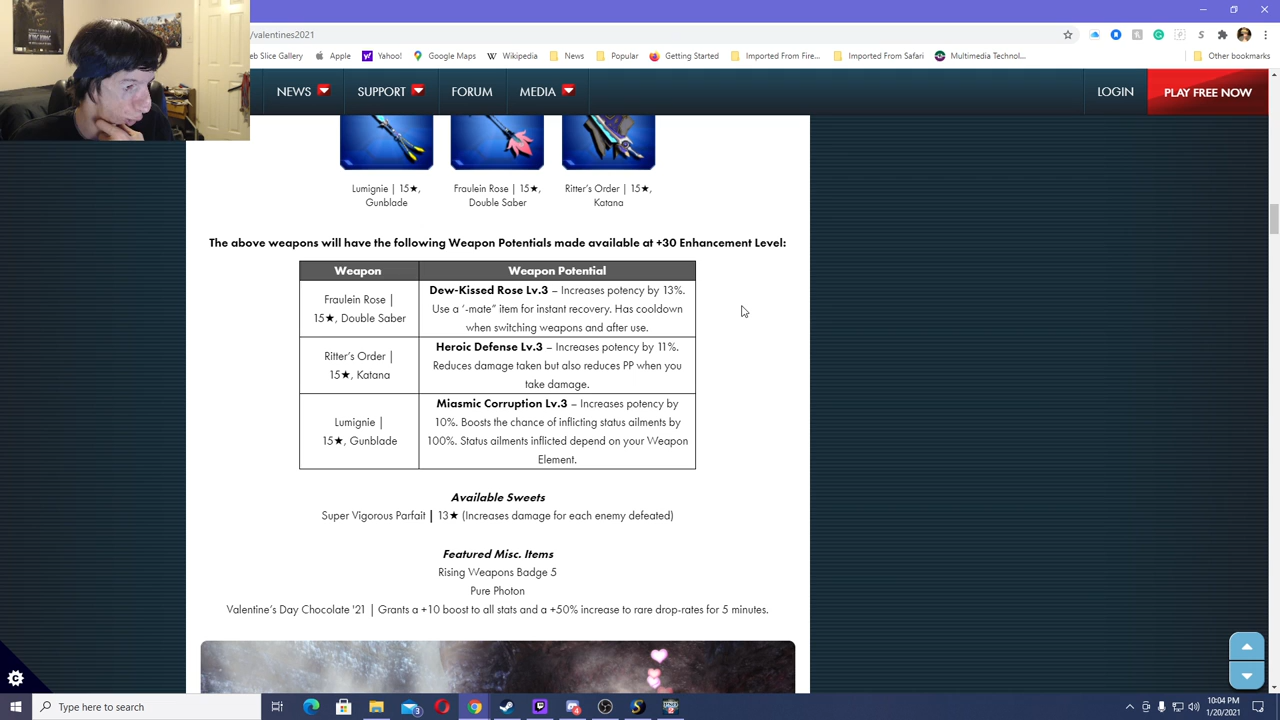 /valentines2021
eb Slice Gallery Apple Yahoo! Google Maps Wikipedia News Popular Getting Started Imported From Fire... Imported From Safari Multimedia Technol... Other bookmarks
NEWS SUPPORT FORUM MEDIA LOGIN PLAY FREE NOW
Lumignie | 15★, Fraulein Rose | 15★, Ritter's Order | 15★,
Gunblade Double Saber Katana
The above weapons will have the following Weapon Potentials made available at +30 Enhancement Level:
Weapon Weapon Potential
Fraulein Rose |
15★, Double Saber
Dew-Kissed Rose Lv.3 – Increases potency by 13%.
Use a ‘-mate” item for instant recovery. Has cooldown
when switching weapons and after use.
Ritter's Order |
15★, Katana
Heroic Defense Lv.3 – Increases potency by 11%.
Reduces damage taken but also reduces PP when you
take damage.
Lumignie |
15★, Gunblade
Miasmic Corruption Lv.3 – Increases potency by
10%. Boosts the chance of inflicting status ailments by
100%. Status ailments inflicted depend on your Weapon
Element.
Available Sweets
Super Vigorous Parfait | 13★ (Increases damage for each enemy defeated)
Featured Misc. Items
Rising Weapons Badge 5
Pure Photon
Valentine's Day Chocolate '21 | Grants a +10 boost to all stats and a +50% increase to rare drop-rates for 5 minutes.
Type here to search
10:04 PM
1/20/2021